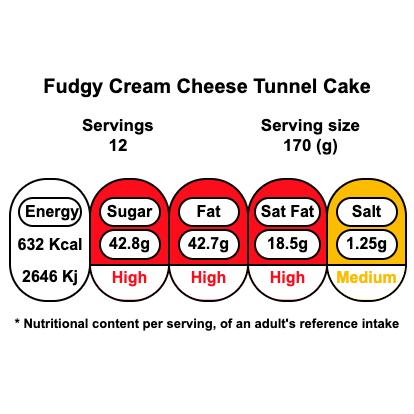 Fudgy Cream Cheese Tunnel Cake
Servings
12
Serving size
170 (g)
Energy
632 Kcal
2646 Kj
Sugar
42.8g
High
Fat
42.7g
High
Sat Fat
18.5g
High
Salt
1.25g
Medium
* Nutritional content per serving, of an adult's reference intake